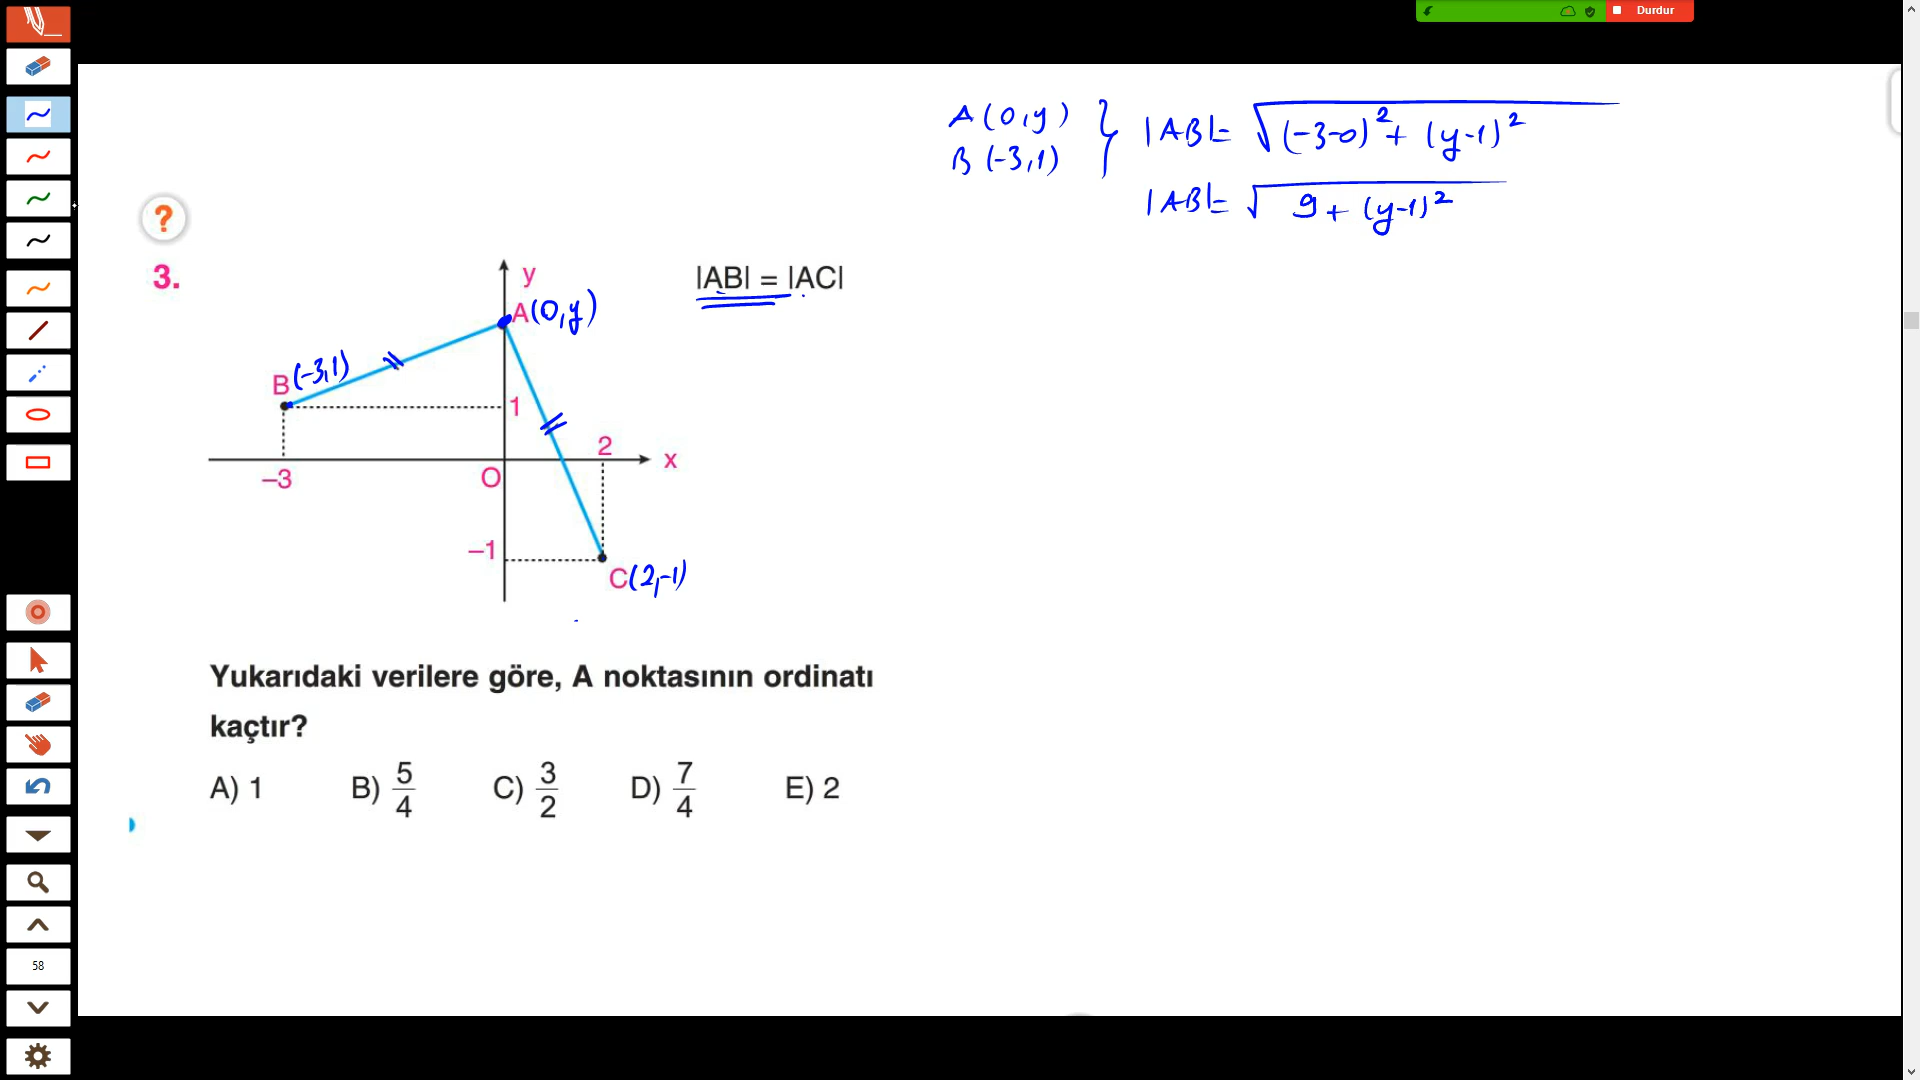 Durdur
A(0,y)
B(-3,1)
|AB|= √(-3-0)²+(y-1)²
|AB|= √9+(y-1)²
?
3.
y
|AB| = |AC|
A(0,y)
B(-3,1)
1
2
x
–3
O
–1
C(2,-1)
Yukarıdaki verilere göre, A noktasının ordinatı
kaçtır?
A) 1 B) 5/4 C) 3/2 D) 7/4 E) 2
58